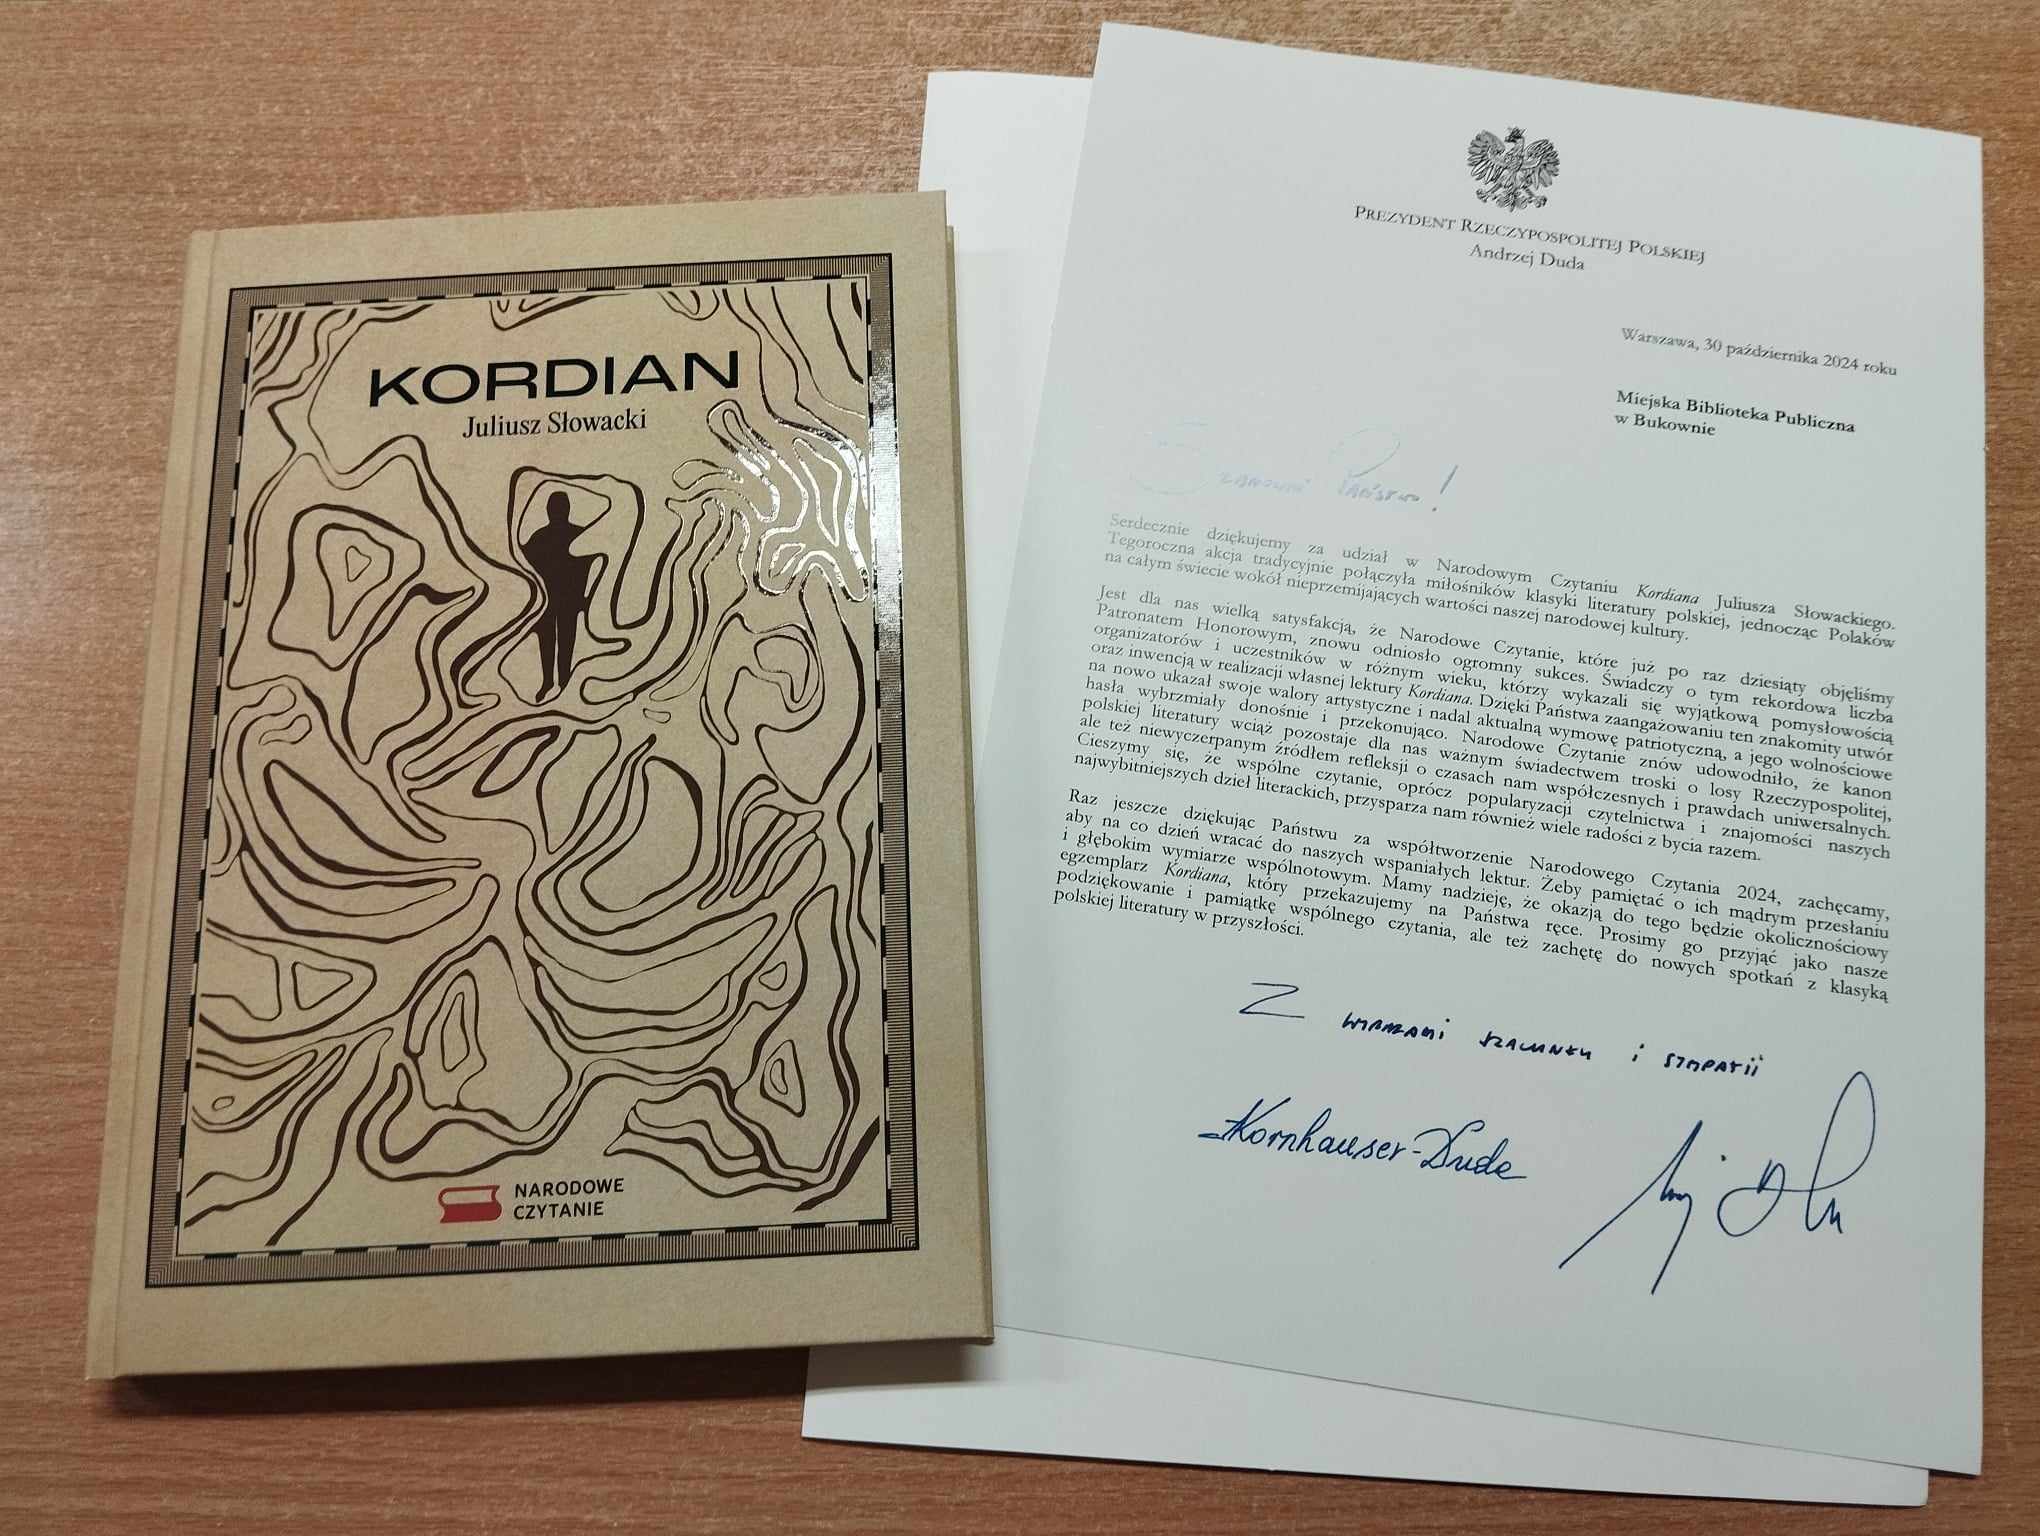 KORDIAN
Juliusz Słowacki
NARODOWE
CZYTANIE
PREZYDENT RZECZYPOSPOLITEJ POLSKIEJ
Andrzej Duda
Warszawa, 30 października 2024 roku
Miejska Biblioteka Publiczna
w Bukownie
Szanowni Państwo!
Serdecznie dziękujemy za udział w Narodowym Czytaniu Kordiana Juliusza Słowackiego.
Tegoroczna akcja tradycyjnie połączyła miłośników klasyki literatury polskiej, jednocząc Polaków
na całym świecie wokół nieprzemijających wartości naszej narodowej kultury.
Jest dla nas wielką satysfakcją, że Narodowe Czytanie, które już po raz dziesiąty objęliśmy
Patronatem Honorowym, znowu odniosło ogromny sukces. Świadczy o tym rekordowa liczba
organizatorów i uczestników w różnym wieku, którzy wykazali się wyjątkową pomysłowością
oraz inwencją w realizacji własnej lektury Kordiana. Dzięki Państwa zaangażowaniu ten znakomity utwór
na nowo ukazał swoje walory artystyczne i nadal aktualną wymowę patriotyczną, a jego wolnościowe
hasła wybrzmiały donośnie i przekonująco. Narodowe Czytanie znów udowodniło, że kanon
polskiej literatury wciąż pozostaje dla nas ważnym świadectwem troski o losy Rzeczypospolitej,
ale też niewyczerpanym źródłem refleksji o czasach nam współczesnych i prawdach uniwersalnych.
Cieszymy się, że wspólne czytanie, oprócz popularyzacji czytelnictwa i znajomości naszych
najwybitniejszych dzieł literackich, przysparza nam również wiele radości z bycia razem.
Raz jeszcze dziękując Państwu za współtworzenie Narodowego Czytania 2024, zachęcamy,
aby na co dzień wracać do naszych wspaniałych lektur. Żeby pamiętać o ich mądrym przesłaniu
i głębokim wymiarze wspólnotowym. Mamy nadzieję, że okazją do tego będzie okolicznościowy
egzemplarz Kordiana, który przekazujemy na Państwa ręce. Prosimy go przyjąć jako nasze
podziękowanie i pamiątkę wspólnego czytania, ale też zachętę do nowych spotkań z klasyką
polskiej literatury w przyszłości.
Z wyrazami szacunku i sympatii
Kornhauser-Duda